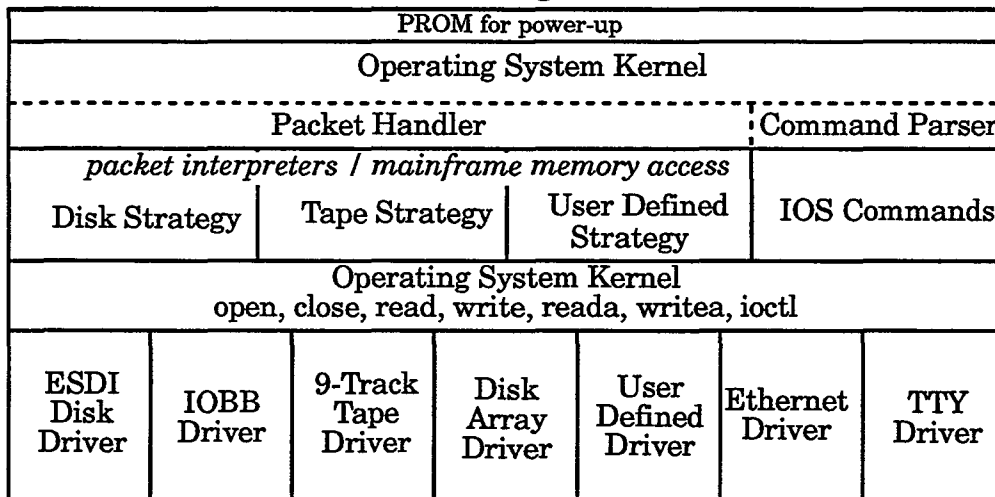 PROM for power-up
Operating System Kernel
Packet Handler
Command Parser
packet interpreters / mainframe memory access
Disk Strategy
Tape Strategy
User Defined
Strategy
IOS Commands
Operating System Kernel
open, close, read, write, reada, writea, ioctl
ESDI
Disk
Driver
IOBB
Driver
9-Track
Tape
Driver
Disk
Array
Driver
User
Defined
Driver
Ethernet
Driver
TTY
Driver